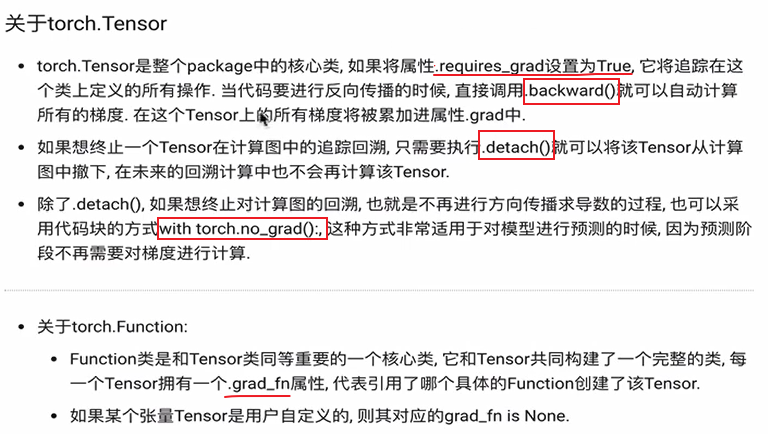 关于torch.Tensor
• torch.Tensor是整个package中的核心类, 如果将属性.requires_grad设置为True, 它将追踪在这
个类上定义的所有操作. 当代码要进行反向传播的时候, 直接调用.backward()就可以自动计算
所有的梯度. 在这个Tensor上的所有梯度将被累加进属性.grad中.
• 如果想终止一个Tensor在计算图中的追踪回溯, 只需要执行.detach()就可以将该Tensor从计算
图中撤下, 在未来的回溯计算中也不会再计算该Tensor.
• 除了.detach(), 如果想终止对计算图的回溯, 也就是不再进行方向传播求导数的过程, 也可以采
用代码块的方式with torch.no_grad():, 这种方式非常适用于对模型进行预测的时候, 因为预测阶
段不再需要对梯度进行计算.
• 关于torch.Function:
• Function类是和Tensor类同等重要的一个核心类, 它和Tensor共同构建了一个完整的类, 每
一个Tensor拥有一个.grad_fn属性, 代表引用了哪个具体的Function创建了该Tensor.
• 如果某个张量Tensor是用户自定义的, 则其对应的grad_fn is None.